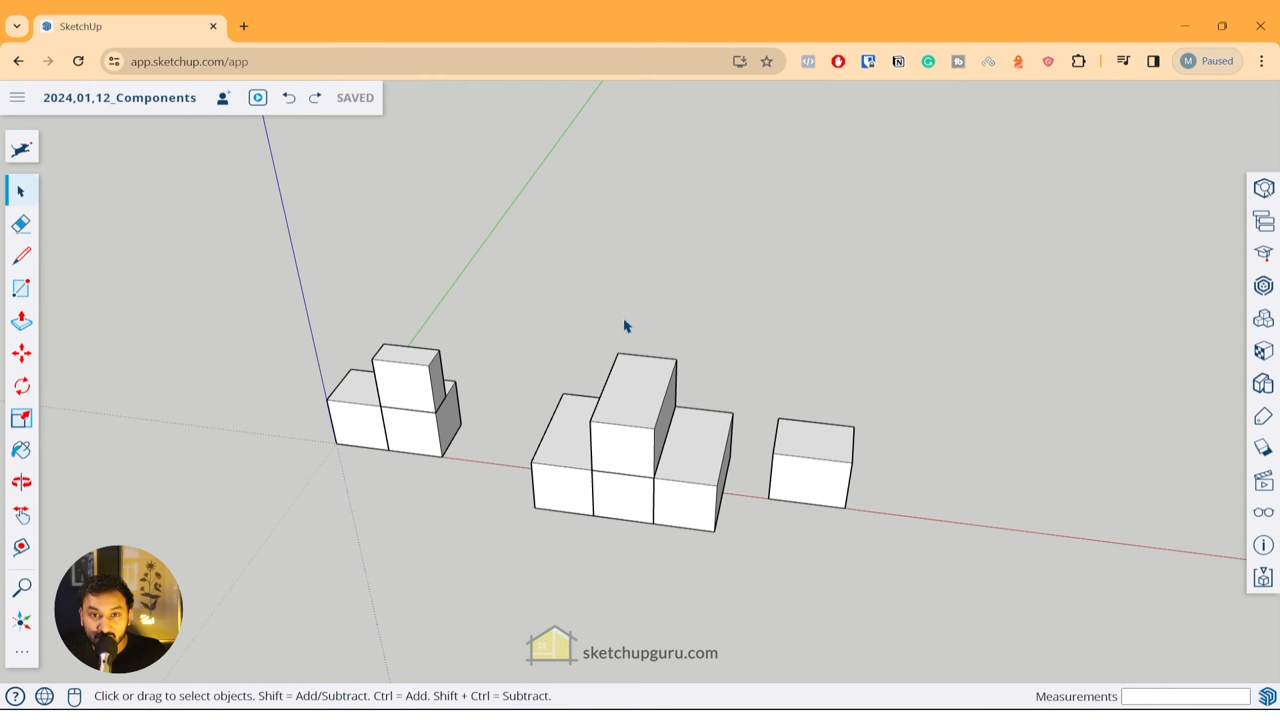 SketchUp
app.sketchup.com/app
M Paused
2024,01,12_Components
SAVED
sketchupguru.com
Click or drag to select objects. Shift = Add/Subtract. Ctrl = Add. Shift + Ctrl = Subtract.
Measurements